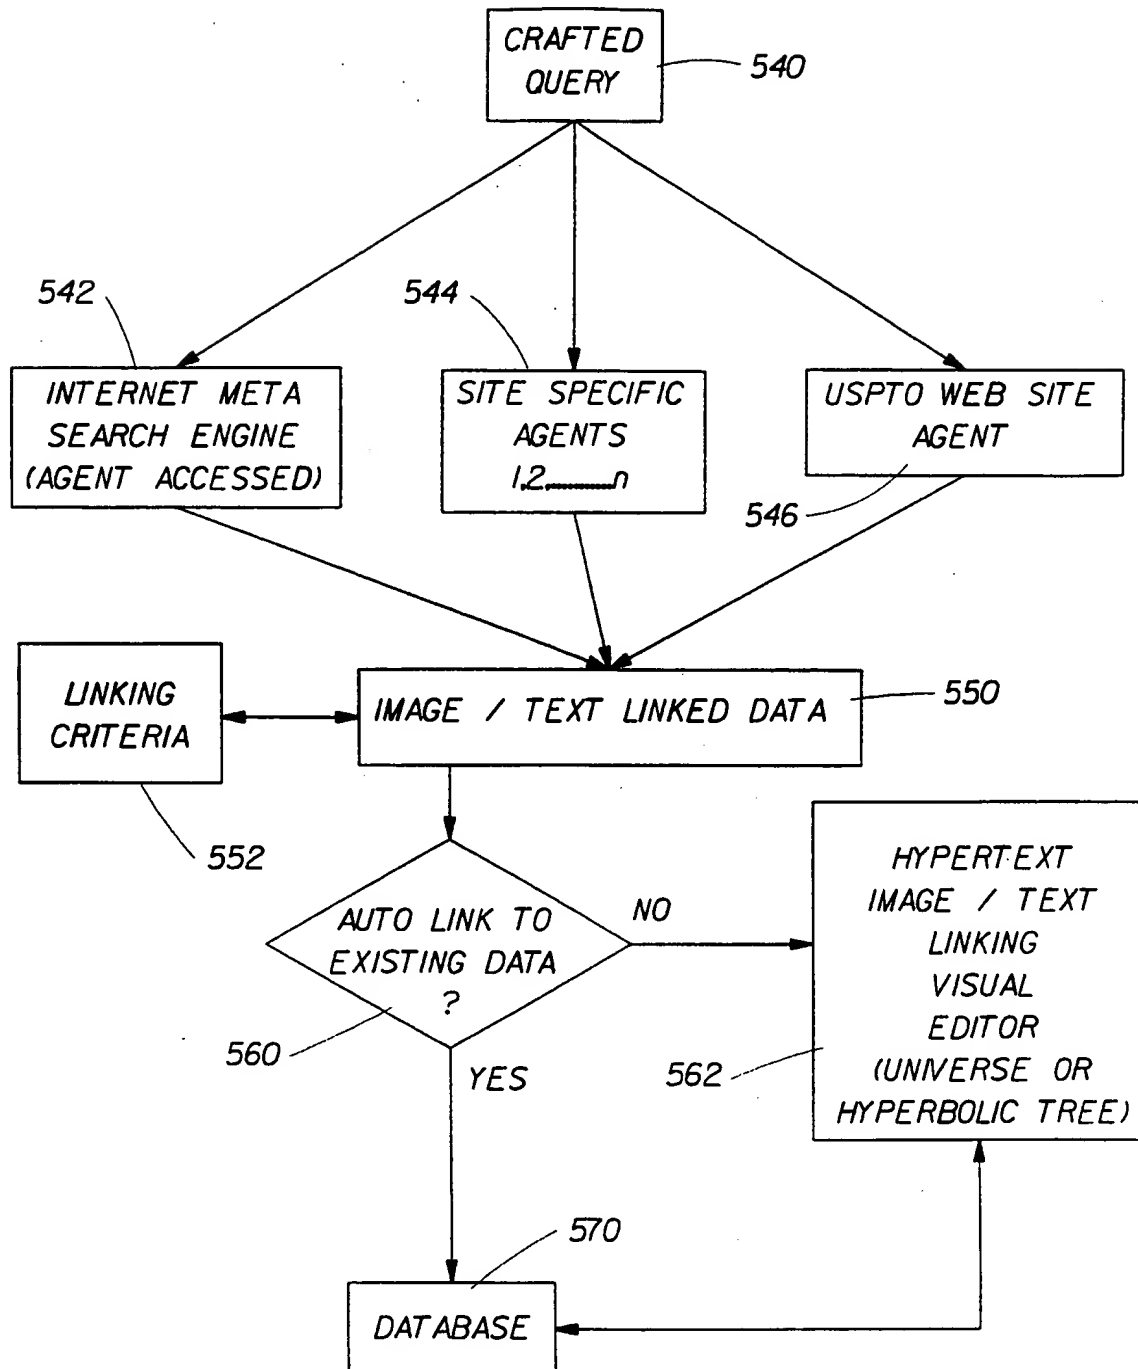 CRAFTED
QUERY
540
542
544
INTERNET META
SEARCH ENGINE
(AGENT ACCESSED)
SITE SPECIFIC
AGENTS
1,2,..........n
USPTO WEB SITE
AGENT
546
LINKING
CRITERIA
IMAGE / TEXT LINKED DATA
550
552
AUTO LINK TO
EXISTING DATA
?
NO
560
YES
HYPERTEXT
IMAGE / TEXT
LINKING
VISUAL
EDITOR
(UNIVERSE OR
HYPERBOLIC TREE)
562
570
DATABASE